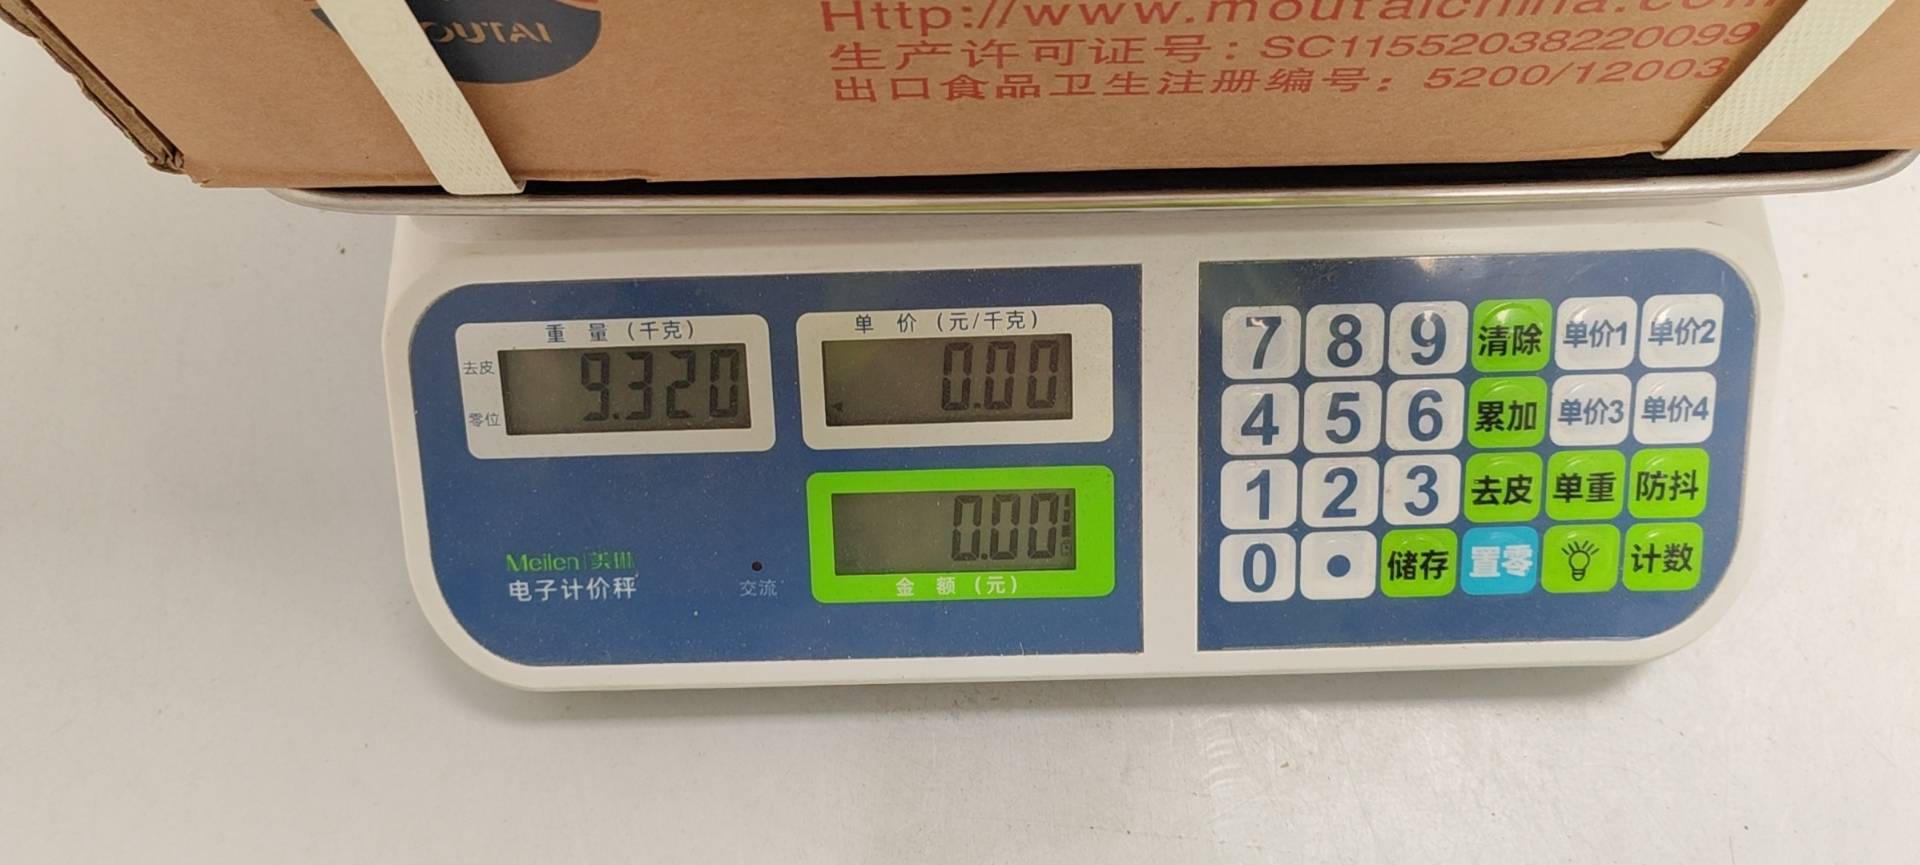 OUTAI
Http://www.moutaichina.com
生产许可证号：SC11552038220099
出口食品卫生注册编号：5200/12003
重 量 (千克)
去皮
零位
9.320
单 价 (元/千克)
0.00
0.00
金 额 (元)
Meilen 美琳
电子计价秤
交流
7 8 9 清除 单价1 单价2
4 5 6 累加 单价3 单价4
1 2 3 去皮 单重 防抖
0 • 储存 置零 计数